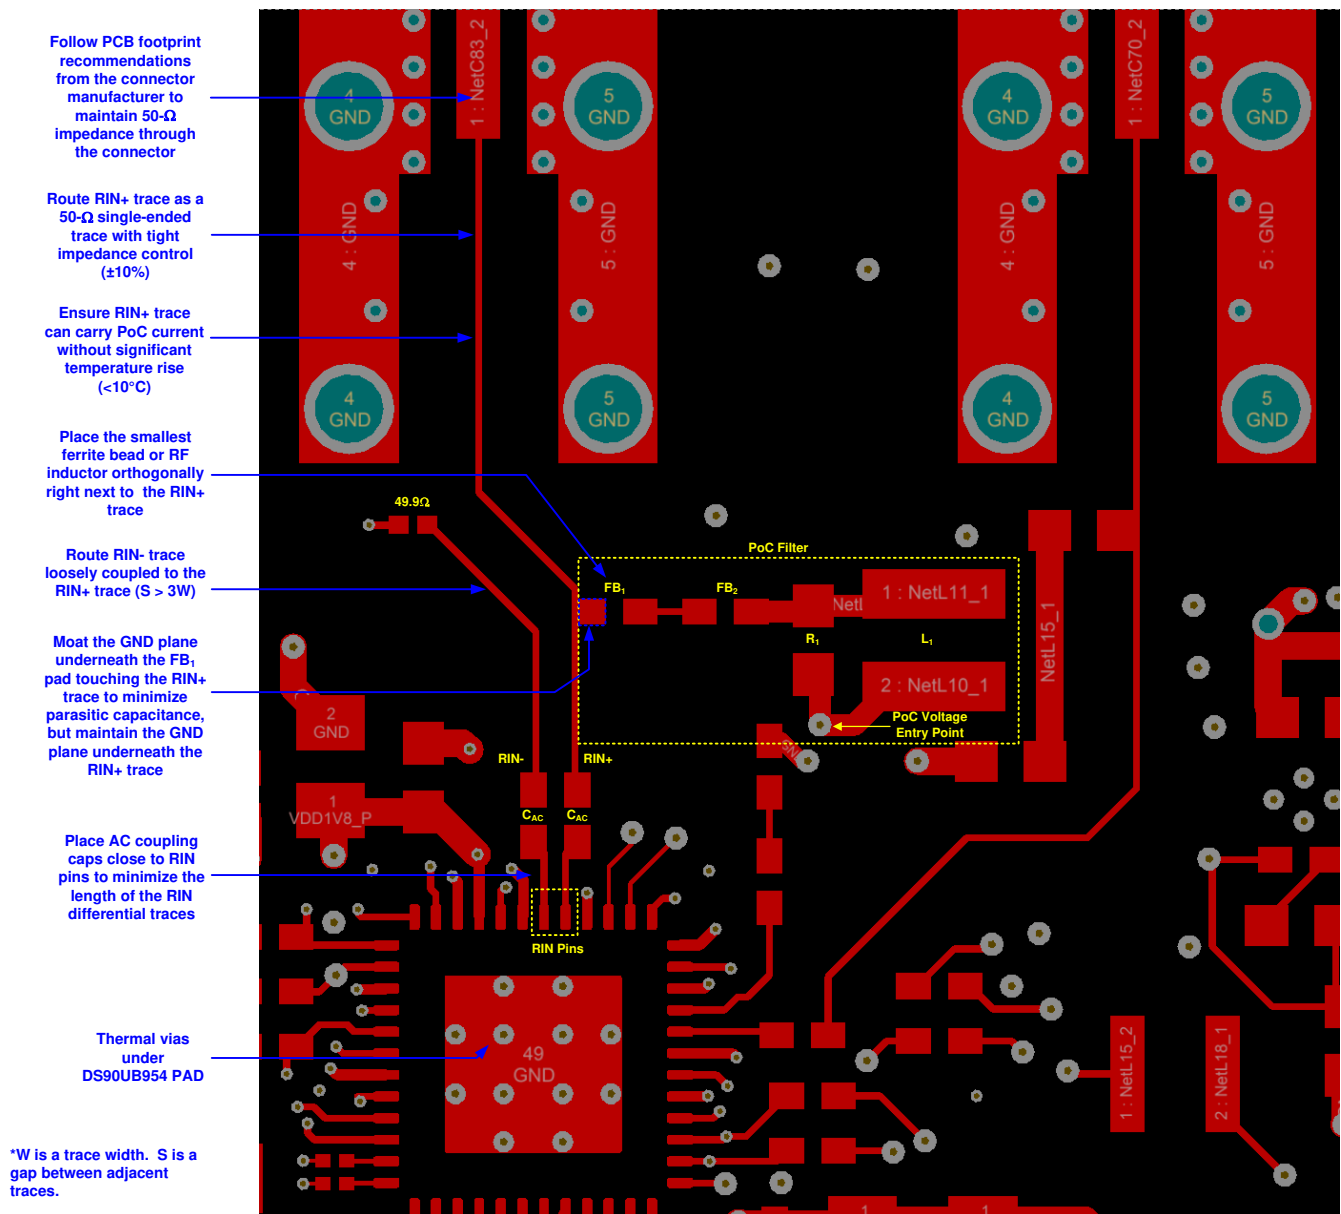 Follow PCB footprint
recommendations
from the connector
manufacturer to
maintain 50-Ω
impedance through
the connector
Route RIN+ trace as a
50-Ω single-ended
trace with tight
impedance control
(±10%)
Ensure RIN+ trace
can carry PoC current
without significant
temperature rise
(<10°C)
Place the smallest
ferrite bead or RF
inductor orthogonally
right next to the RIN+
trace
Route RIN- trace
loosely coupled to the
RIN+ trace (S > 3W)
Moat the GND plane
underneath the FB₁
pad touching the RIN+
trace to minimize
parasitic capacitance,
but maintain the GND
plane underneath the
RIN+ trace
Place AC coupling
caps close to RIN
pins to minimize the
length of the RIN
differential traces
Thermal vias
under
DS90UB954 PAD
*W is a trace width. S is a
gap between adjacent
traces.
4
GND
1 : NetC83_2
5
GND
4
GND
1 : NetC70_2
5
GND
4 : GND
5 : GND
4 : GND
5 : GND
4
GND
5
GND
4
GND
5
GND
49.9Ω
PoC Filter
FB₁
FB₂
NetL
1 : NetL11_1
R₁
L₁
2 : NetL10_1
NetL15_1
PoC Voltage
Entry Point
2
GND
RIN-
RIN+
1
VDD1V8_P
C_AC
C_AC
RIN Pins
49
GND
1 : NetL15_2
2 : NetL18_1
1
1